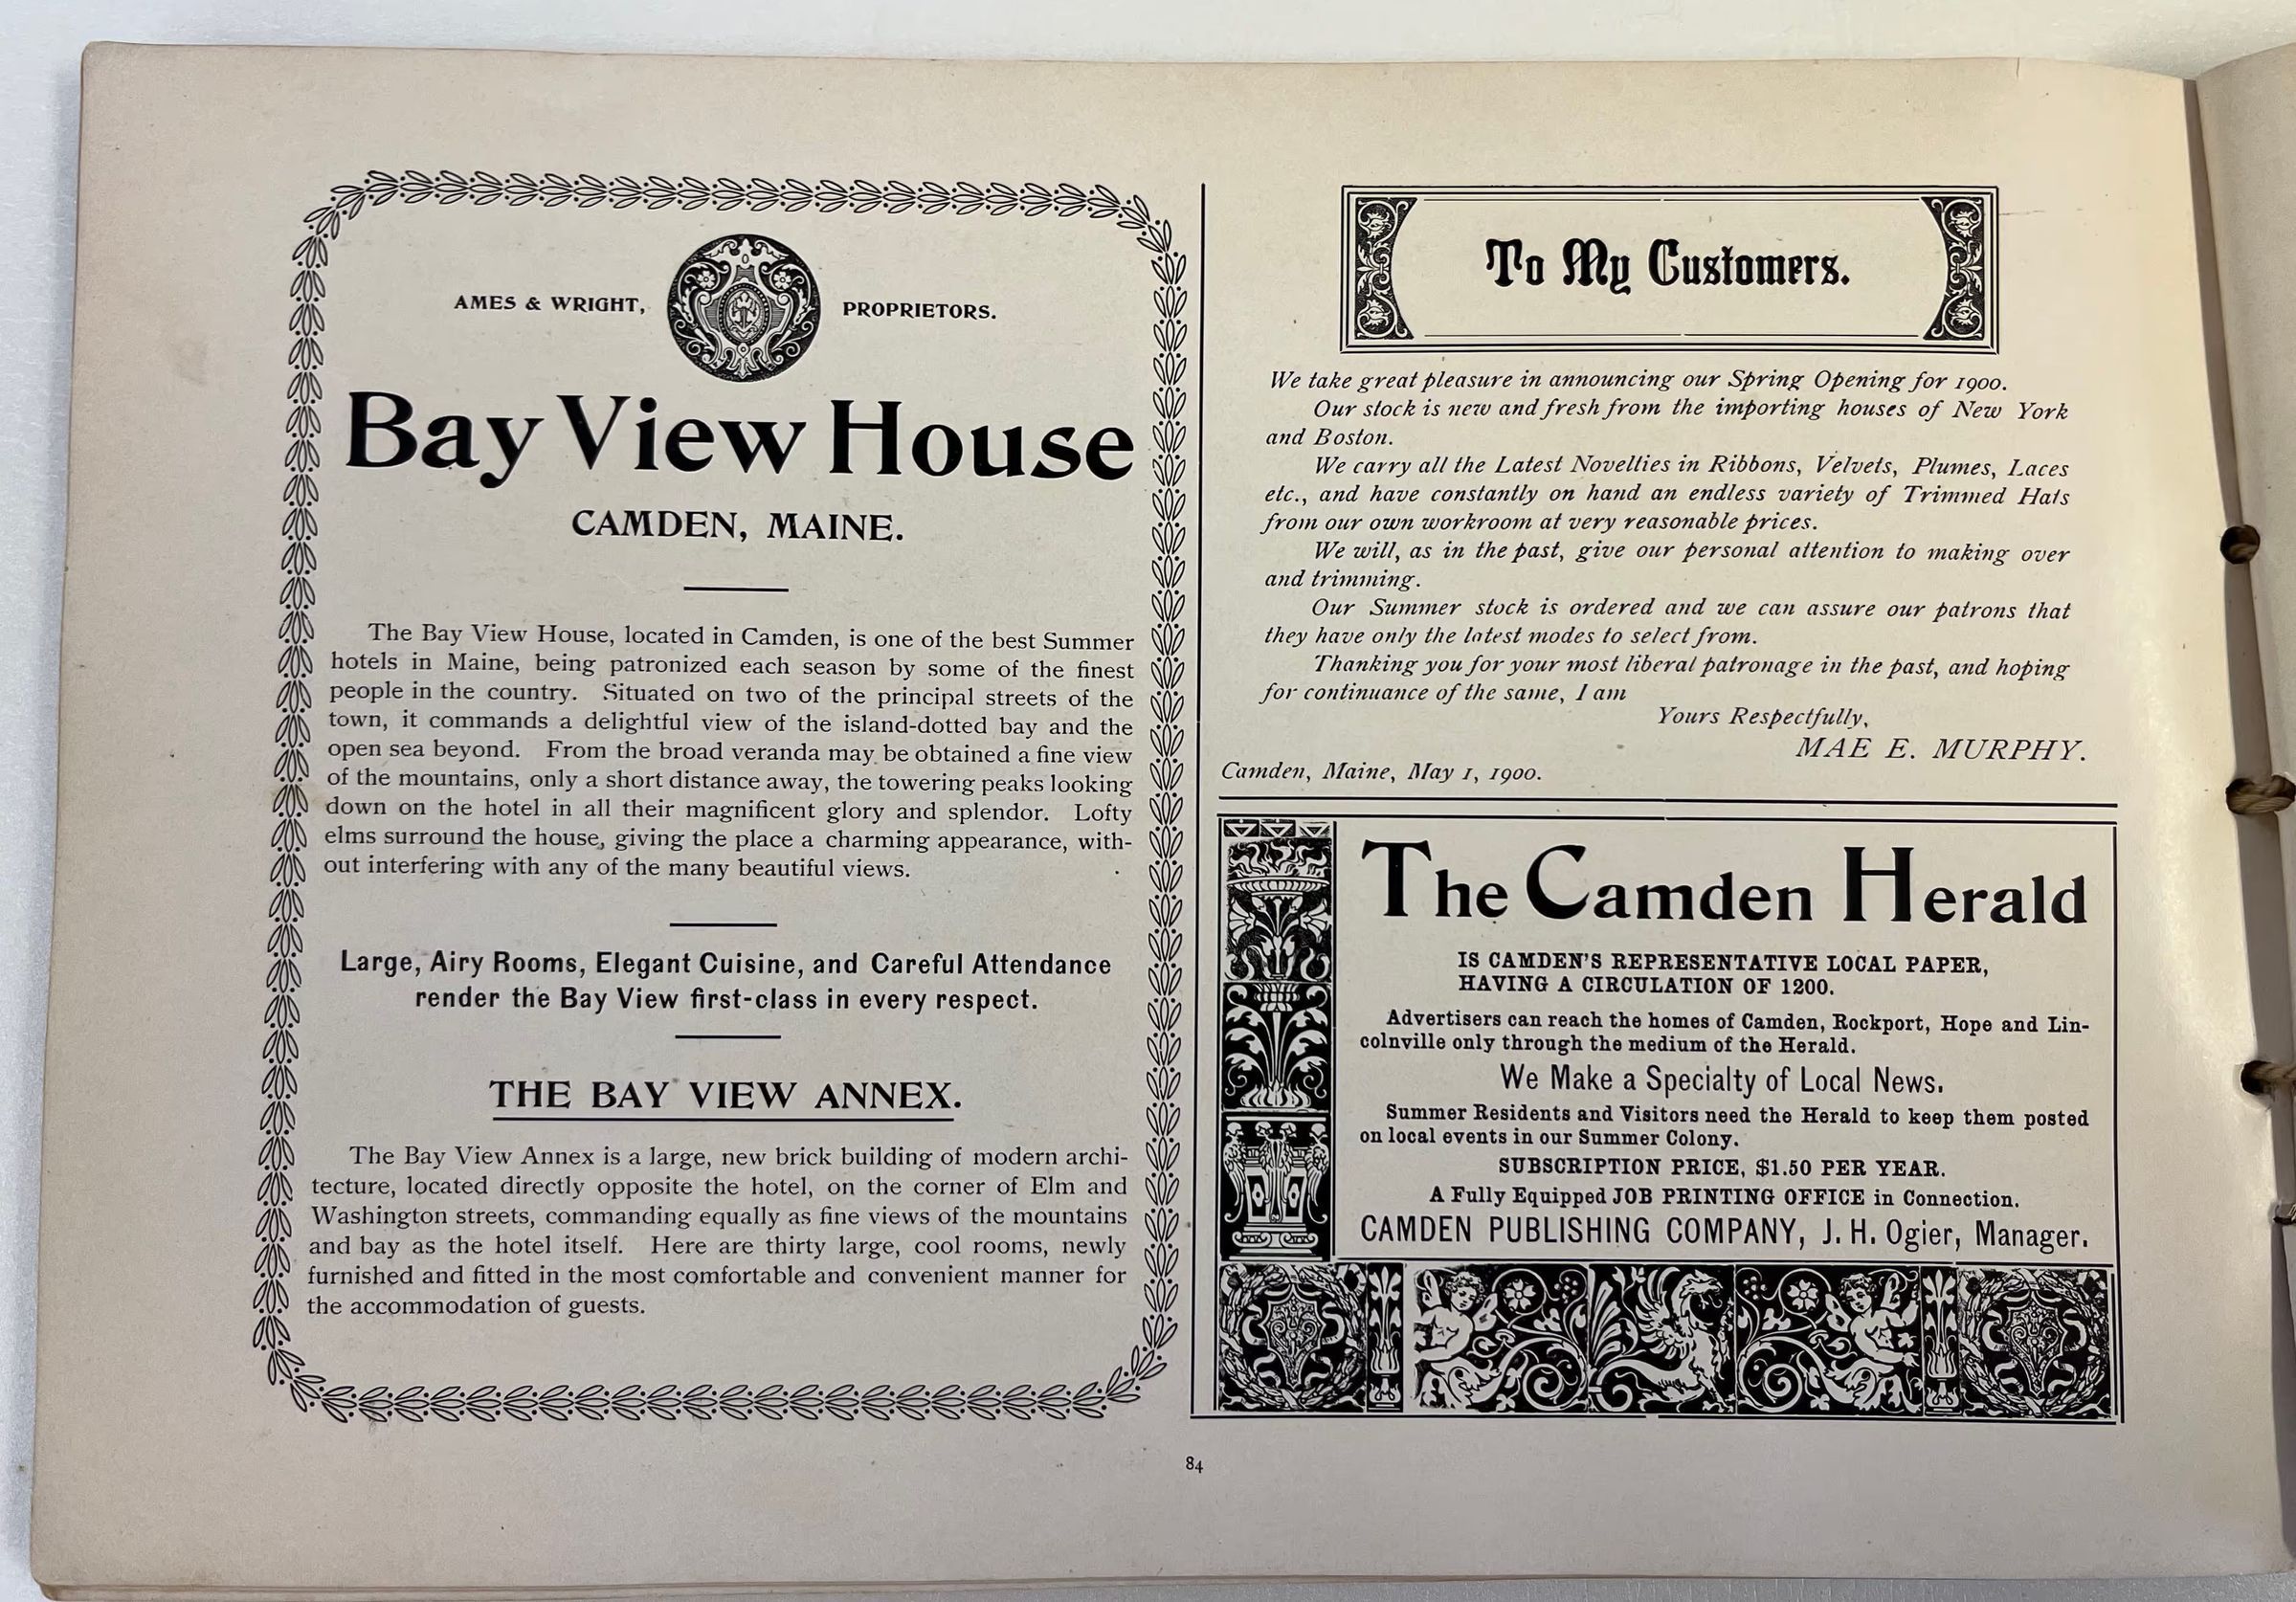 AMES & WRIGHT, PROPRIETORS.
Bay View House
CAMDEN, MAINE.
The Bay View House, located in Camden, is one of the best Summer
hotels in Maine, being patronized each season by some of the finest
people in the country. Situated on two of the principal streets of the
town, it commands a delightful view of the island-dotted bay and the
open sea beyond. From the broad veranda may be obtained a fine view
of the mountains, only a short distance away, the towering peaks looking
down on the hotel in all their magnificent glory and splendor. Lofty
elms surround the house, giving the place a charming appearance, with-
out interfering with any of the many beautiful views.
Large, Airy Rooms, Elegant Cuisine, and Careful Attendance
render the Bay View first-class in every respect.
THE BAY VIEW ANNEX.
The Bay View Annex is a large, new brick building of modern archi-
tecture, located directly opposite the hotel, on the corner of Elm and
Washington streets, commanding equally as fine views of the mountains
and bay as the hotel itself. Here are thirty large, cool rooms, newly
furnished and fitted in the most comfortable and convenient manner for
the accommodation of guests.
To My Customers.
We take great pleasure in announcing our Spring Opening for 1900.
Our stock is new and fresh from the importing houses of New York
and Boston.
We carry all the Latest Novelties in Ribbons, Velvets, Plumes, Laces
etc., and have constantly on hand an endless variety of Trimmed Hats
from our own workroom at very reasonable prices.
We will, as in the past, give our personal attention to making over
and trimming.
Our Summer stock is ordered and we can assure our patrons that
they have only the latest modes to select from.
Thanking you for your most liberal patronage in the past, and hoping
for continuance of the same, I am
Yours Respectfully,
MAE E. MURPHY.
Camden, Maine, May 1, 1900.
The Camden Herald
IS CAMDEN'S REPRESENTATIVE LOCAL PAPER,
HAVING A CIRCULATION OF 1200.
Advertisers can reach the homes of Camden, Rockport, Hope and Lin-
colnville only through the medium of the Herald.
We Make a Specialty of Local News.
Summer Residents and Visitors need the Herald to keep them posted
on local events in our Summer Colony.
SUBSCRIPTION PRICE, $1.50 PER YEAR.
A Fully Equipped JOB PRINTING OFFICE in Connection.
CAMDEN PUBLISHING COMPANY, J. H. Ogier, Manager.
84